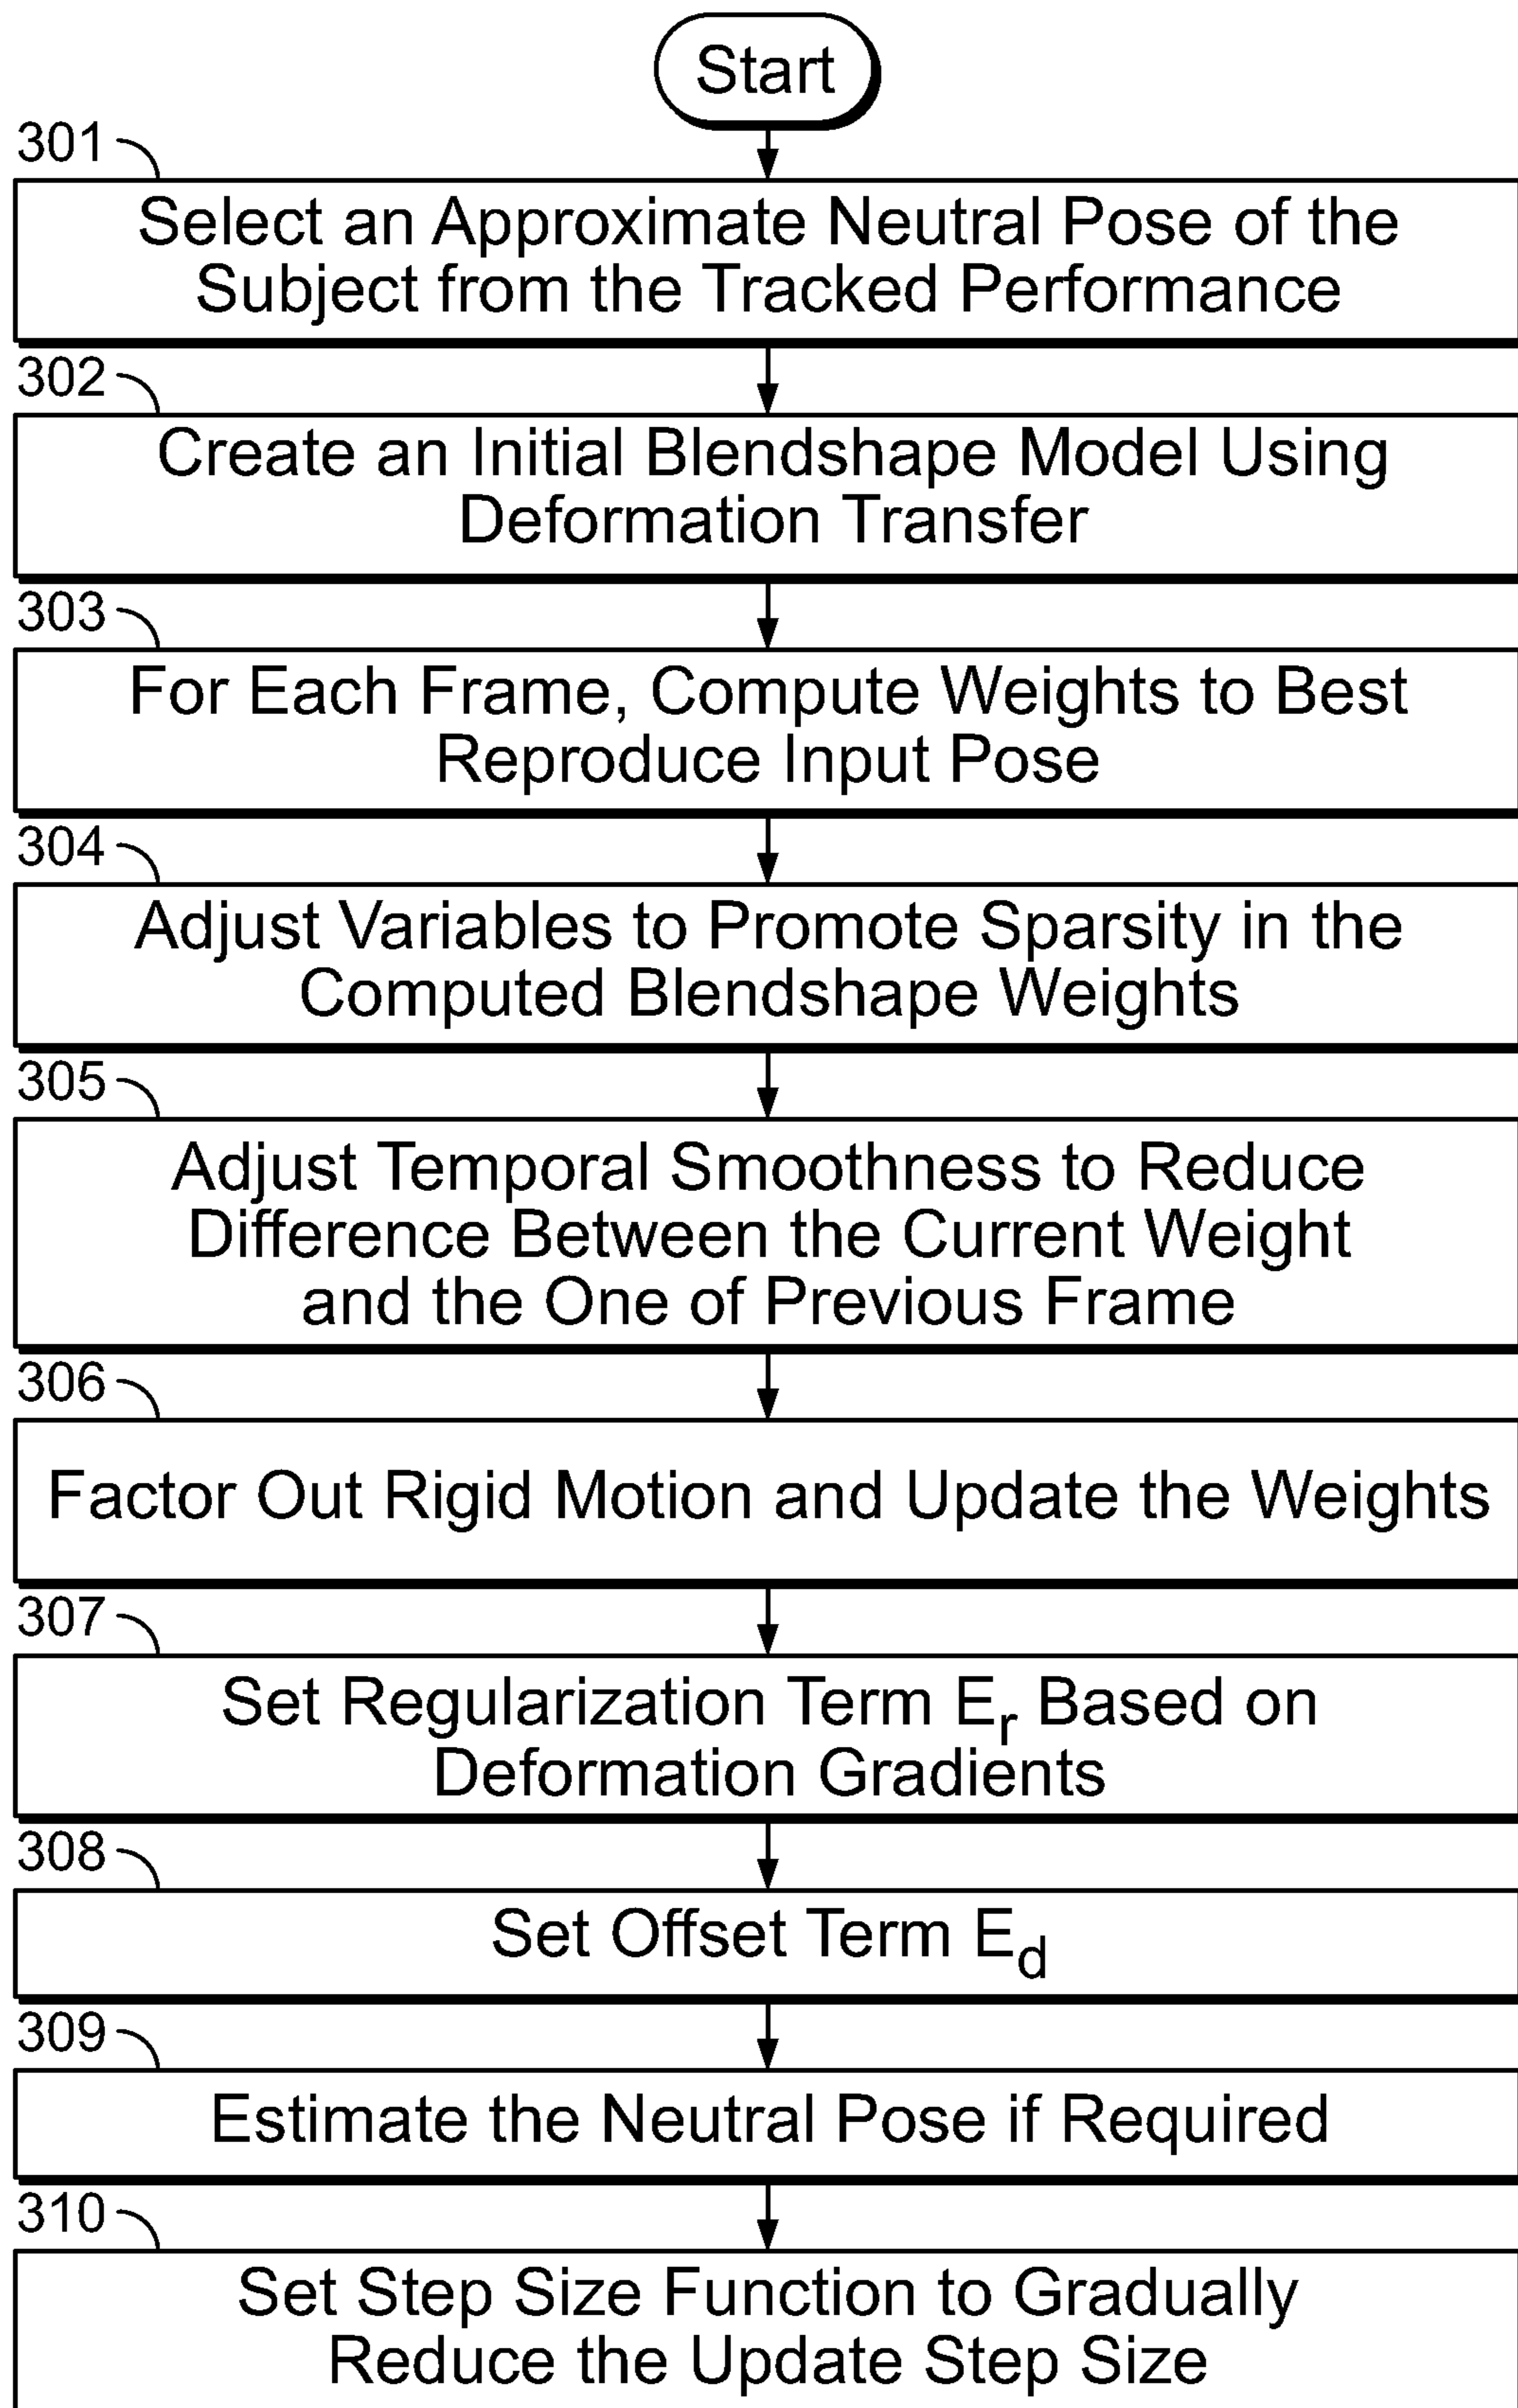 Start
301
Select an Approximate Neutral Pose of the
Subject from the Tracked Performance
302
Create an Initial Blendshape Model Using
Deformation Transfer
303
For Each Frame, Compute Weights to Best
Reproduce Input Pose
304
Adjust Variables to Promote Sparsity in the
Computed Blendshape Weights
305
Adjust Temporal Smoothness to Reduce
Difference Between the Current Weight
and the One of Previous Frame
306
Factor Out Rigid Motion and Update the Weights
307
Set Regularization Term E_r Based on
Deformation Gradients
308
Set Offset Term E_d
309
Estimate the Neutral Pose if Required
310
Set Step Size Function to Gradually
Reduce the Update Step Size